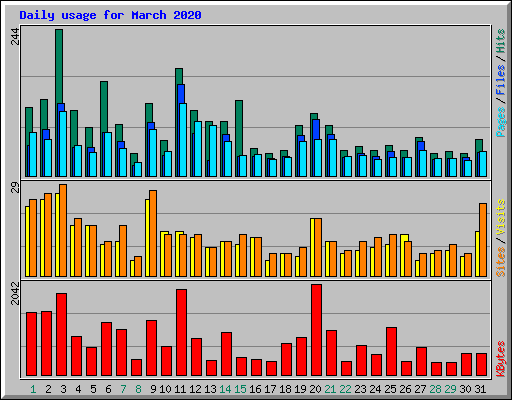 Daily usage for March 2020
244
Pages / Files / Hits
29
Sites / Visits
2042
KBytes
1 2 3 4 5 6 7 8 9 10 11 12 13 14 15 16 17 18 19 20 21 22 23 24 25 26 27 28 29 30 31